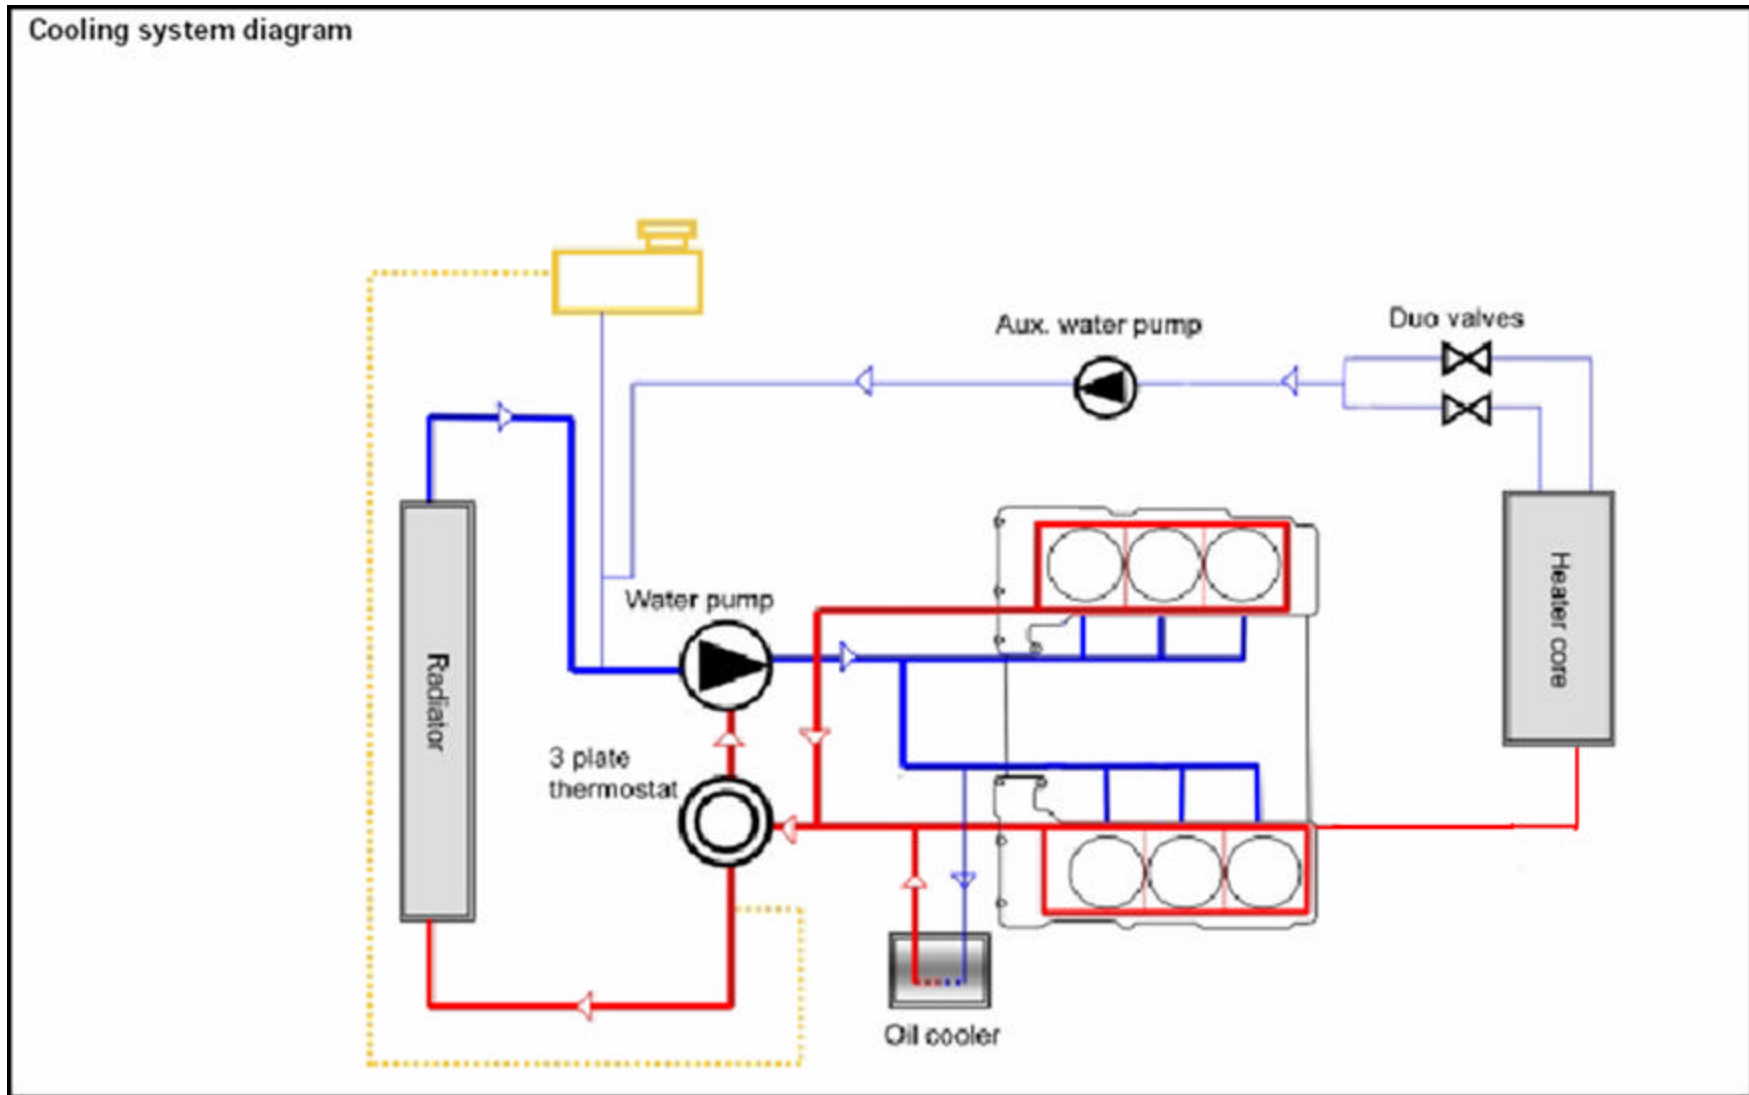 Cooling system diagram
Aux. water pump
Duo valves
Water pump
Radiator
Heater core
3 plate
thermostat
Oil cooler